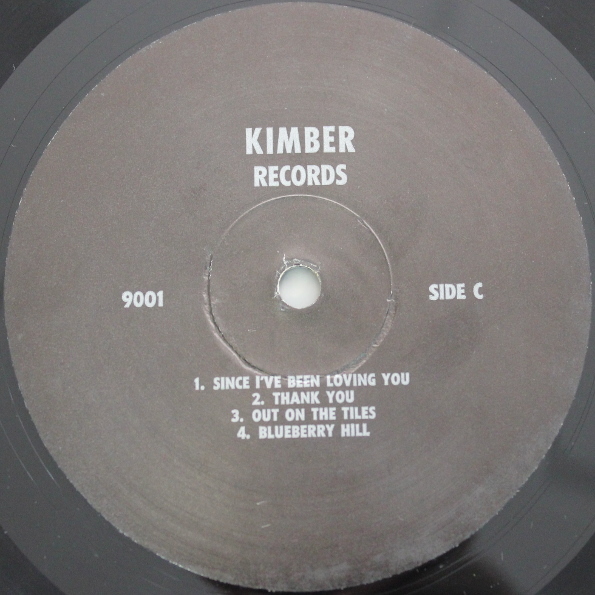 KIMBER
RECORDS
9001
SIDE C
1. SINCE I'VE BEEN LOVING YOU
2. THANK YOU
3. OUT ON THE TILES
4. BLUEBERRY HILL